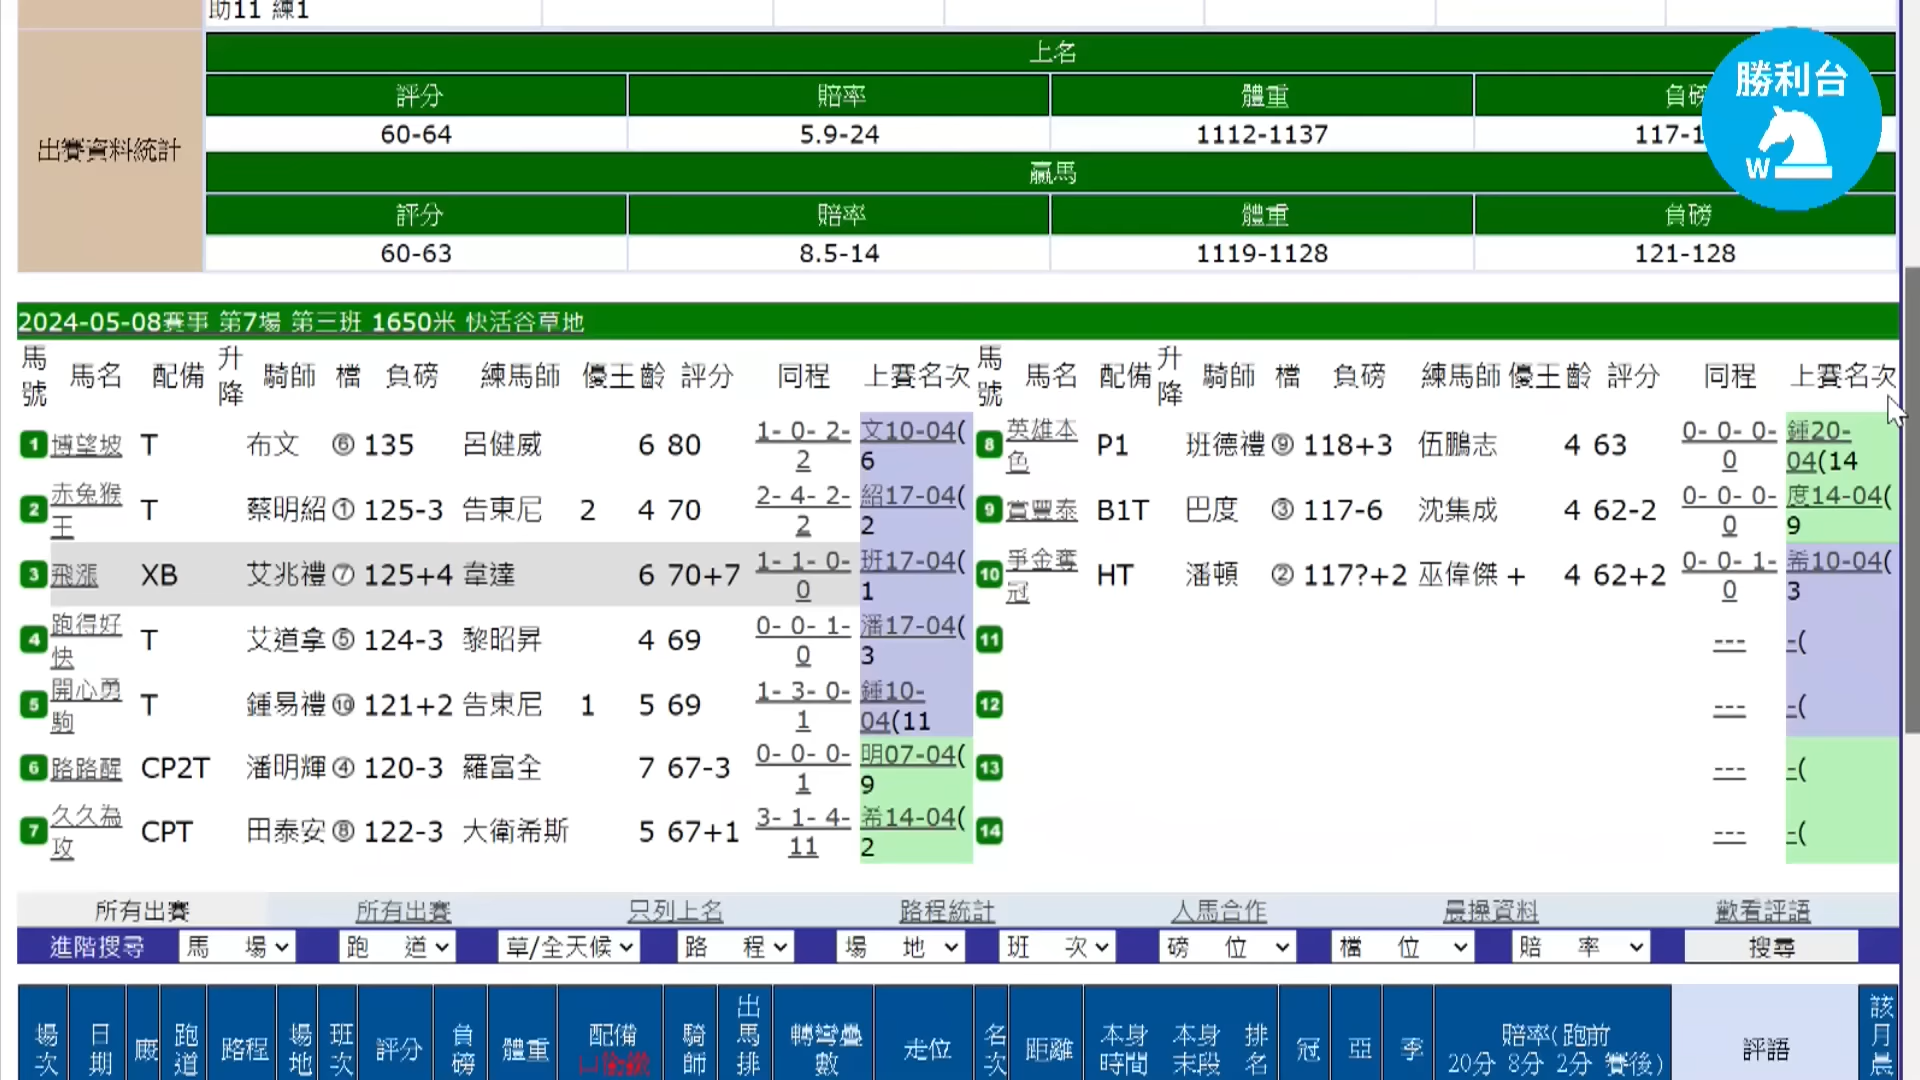 助11 練1
出賽資料統計
上名
評分 賠率 體重 負磅
60-64 5.9-24 1112-1137 117-1
贏馬
評分 賠率 體重 負磅
60-63 8.5-14 1119-1128 121-128
勝利台
W
2024-05-08賽事 第7場 第三班 1650米 快活谷草地
馬號 馬名 配備 升降 騎師 檔 負磅 練馬師 優王 齡 評分 同程 上賽名次 馬號 馬名 配備 升降 騎師 檔 負磅 練馬師 優王 齡 評分 同程 上賽名次
1 博望坡 T 布文 ⑥ 135 呂健威 6 80 1- 0- 2- 2 文10-04( 6 8 英雄本色 P1 班德禮 ⑨ 118+3 伍鵬志 4 63 0- 0- 0- 0 鍾20-04(14
2 赤兔猴王 T 蔡明紹 ① 125-3 告東尼 2 4 70 2- 4- 2- 2 紹17-04( 2 9 賞豐泰 B1T 巴度 ③ 117-6 沈集成 4 62-2 0- 0- 0- 0 度14-04( 9
3 飛漲 XB 艾兆禮 ⑦ 125+4 韋達 6 70+7 1- 1- 0- 0 班17-04( 1 10 爭金奪冠 HT 潘頓 ② 117?+2 巫偉傑 + 4 62+2 0- 0- 1- 0 希10-04( 3
4 跑得好快 T 艾道拿 ⑤ 124-3 黎昭昇 4 69 0- 0- 1- 0 潘17-04( 3 11 --- -(
5 開心勇駒 T 鍾易禮 ⑩ 121+2 告東尼 1 5 69 1- 3- 0- 1 鍾10-04(11 12 --- -(
6 路路醒 CP2T 潘明輝 ④ 120-3 羅富全 7 67-3 0- 0- 0- 1 明07-04( 9 13 --- -(
7 久久為攻 CPT 田泰安 ⑧ 122-3 大衛希斯 5 67+1 3- 1- 4- 11 希14-04( 2 14 --- -(
所有出賽 所有出賽 只列上名 路程統計 人馬合作 晨操資料 歡看評語
進階搜尋 馬 場 跑 道 草/全天候 路 程 場 地 班 次 磅 位 檔 位 賠 率 搜尋
場次 日期 廄 跑道 路程 場地 班次 評分 負磅 體重 配備 騎師 出馬排 轉彎疊數 走位 名次 距離 本身時間 本身末段 排名 冠 亞 季 賠率(跑前 20分 8分 2分 賽後) 評語 該月晨